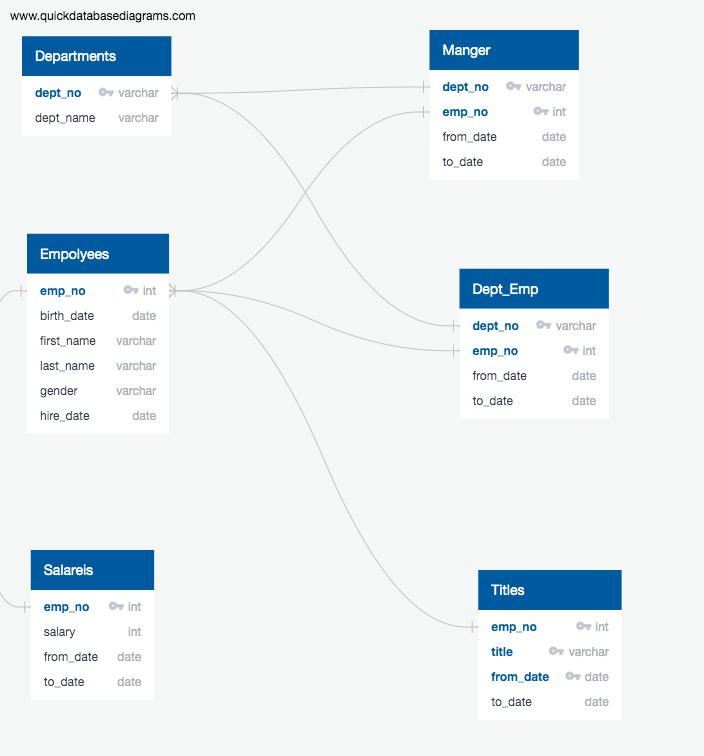 www.quickdatabasediagrams.com
Departments
dept_no varchar
dept_name varchar
Manger
dept_no varchar
emp_no int
from_date date
to_date date
Empolyees
emp_no int
birth_date date
first_name varchar
last_name varchar
gender varchar
hire_date date
Dept_Emp
dept_no varchar
emp_no int
from_date date
to_date date
Salareis
emp_no int
salary int
from_date date
to_date date
Titles
emp_no int
title varchar
from_date date
to_date date